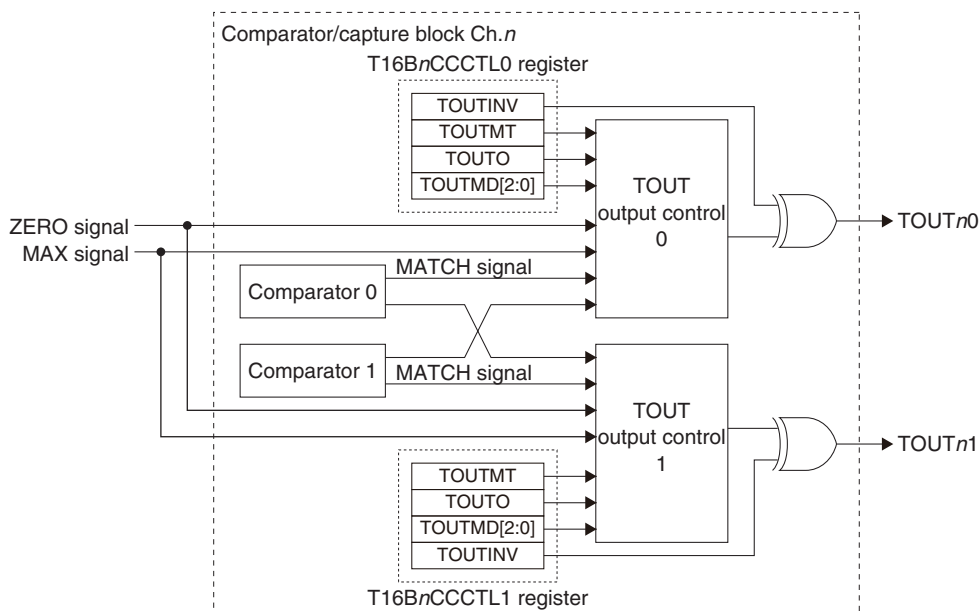 Comparator/capture block Ch.n
T16BnCCCTL0 register
TOUTINV
TOUTMT
TOUTO
TOUTMD[2:0]
TOUT
output control
0
TOUTn0
ZERO signal
MAX signal
MATCH signal
Comparator 0
Comparator 1
MATCH signal
TOUT
output control
1
TOUTn1
TOUTMT
TOUTO
TOUTMD[2:0]
TOUTINV
T16BnCCCTL1 register